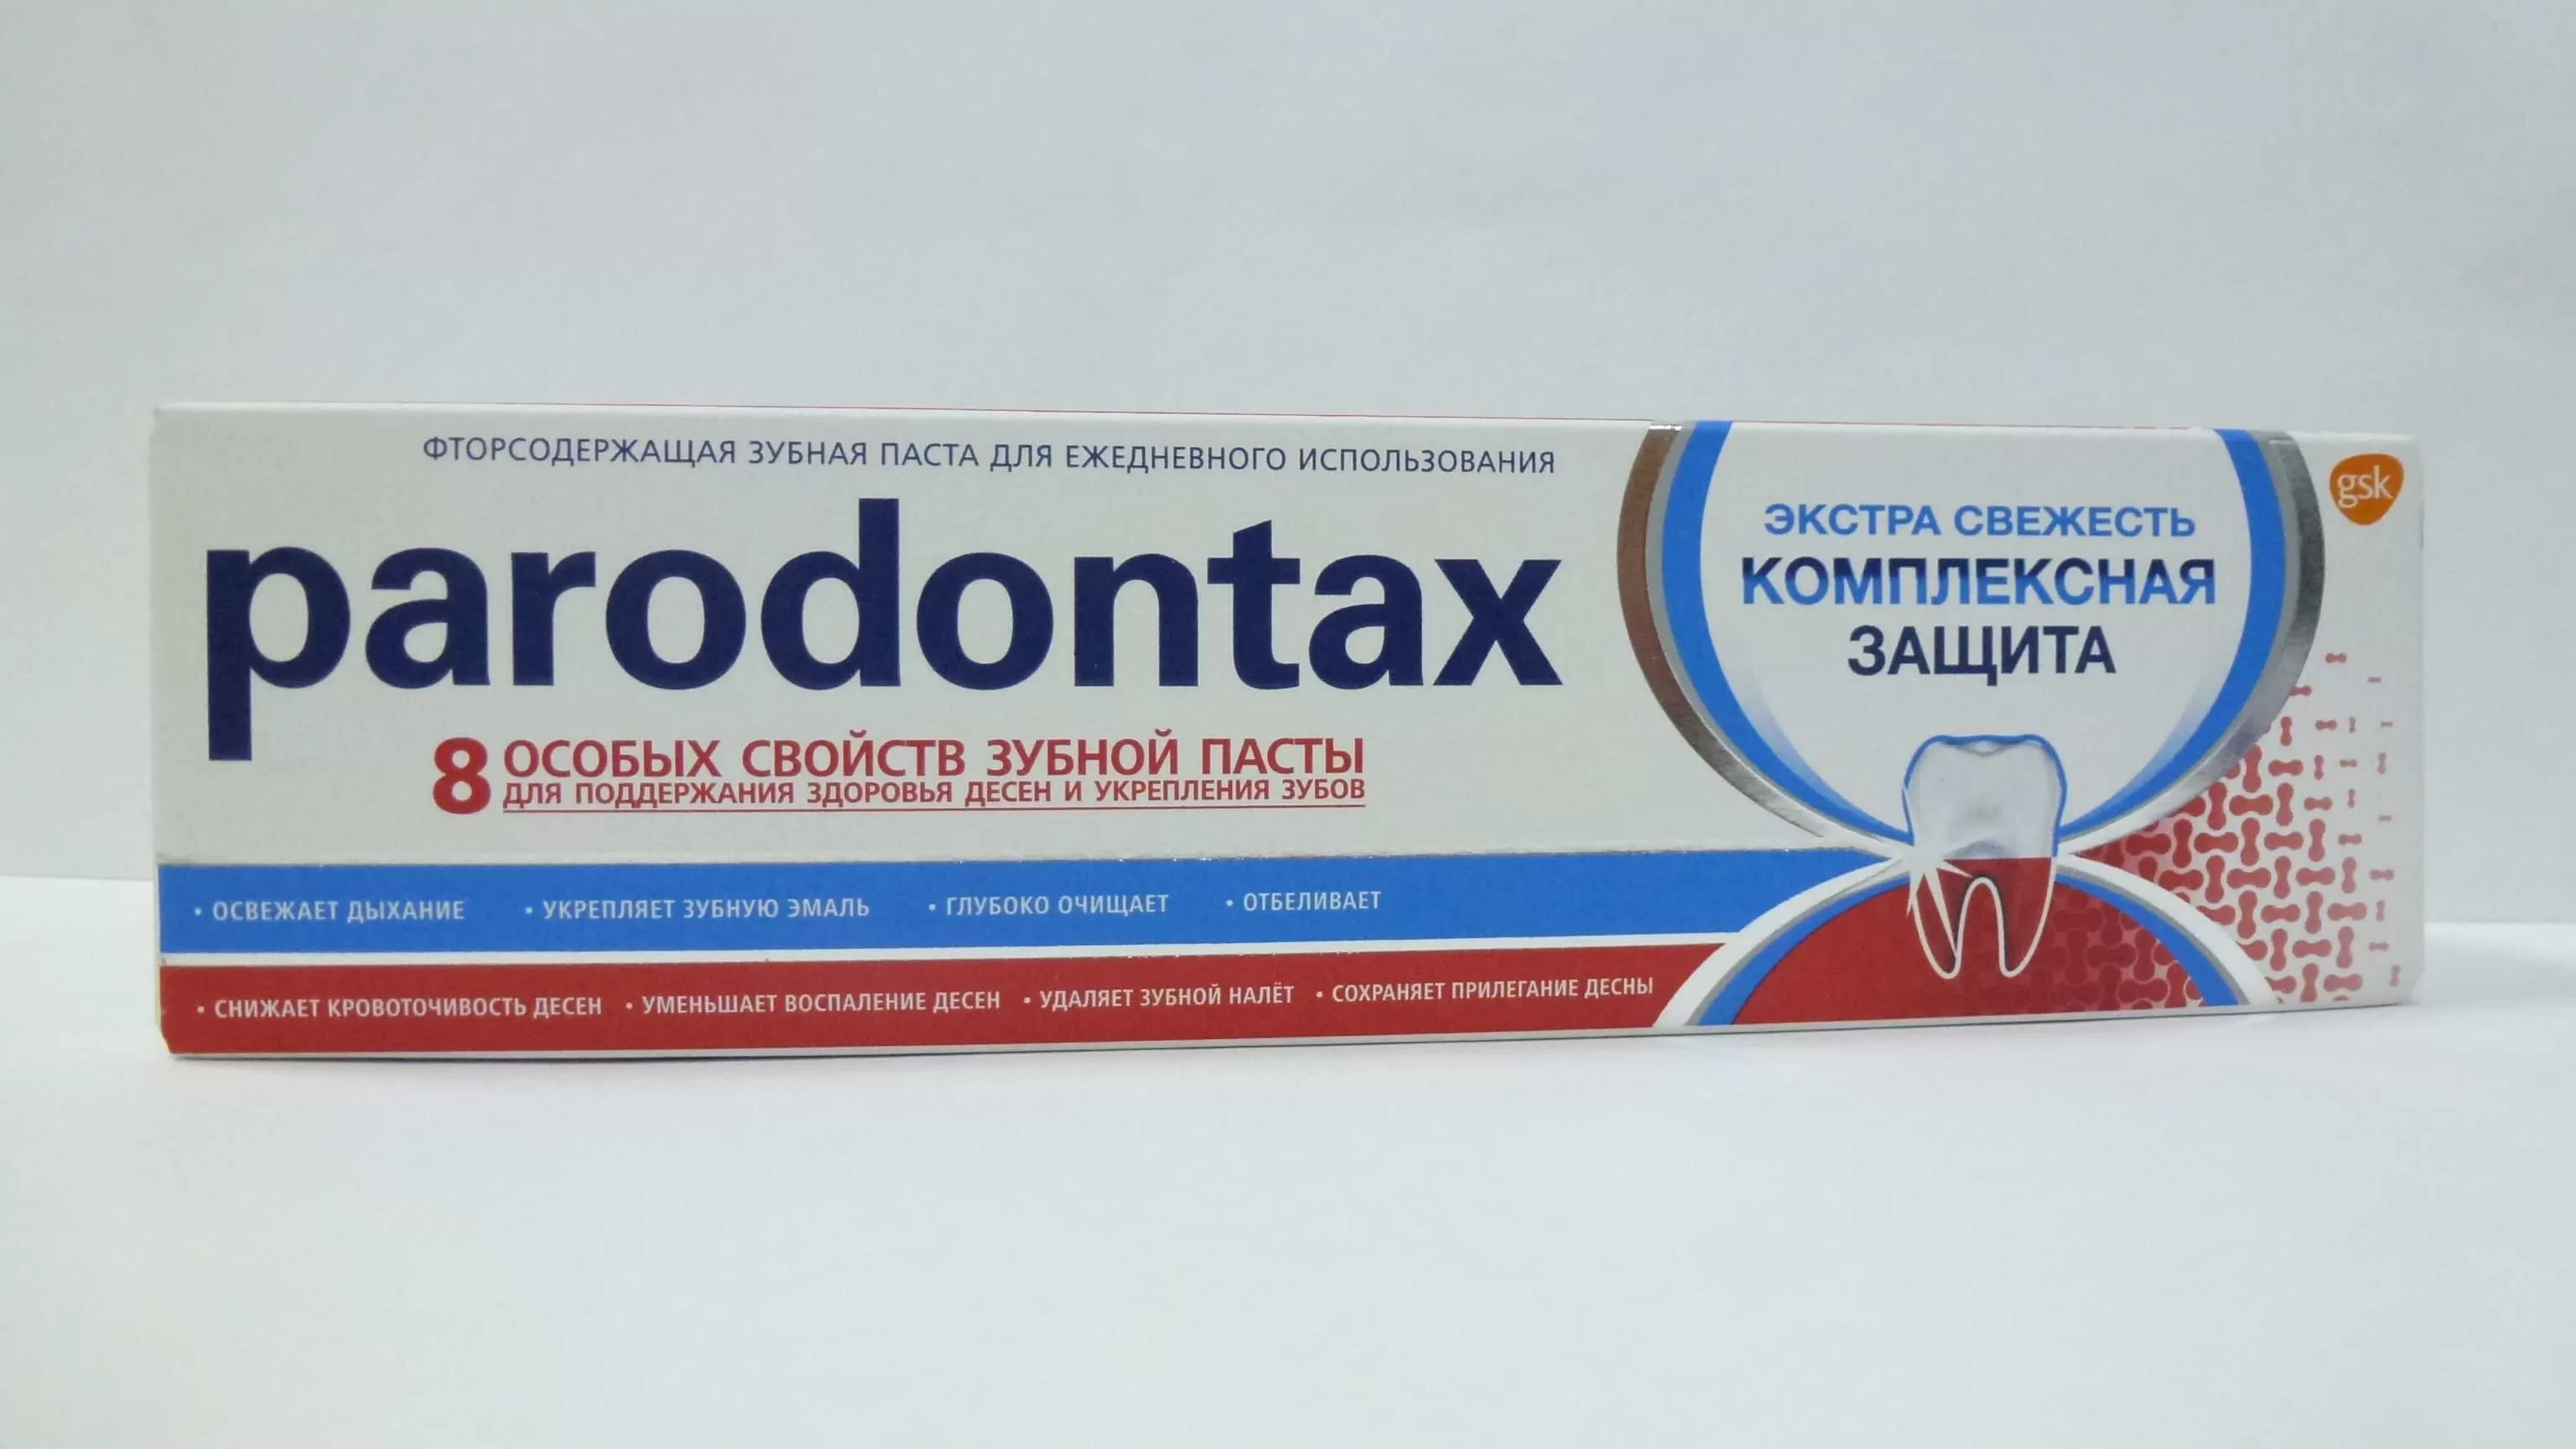 ФТОРСОДЕРЖАЩАЯ ЗУБНАЯ ПАСТА ДЛЯ ЕЖЕДНЕВНОГО ИСПОЛЬЗОВАНИЯ
parodontax
8 ОСОБЫХ СВОЙСТВ ЗУБНОЙ ПАСТЫ
ДЛЯ ПОДДЕРЖАНИЯ ЗДОРОВЬЯ ДЕСЕН И УКРЕПЛЕНИЯ ЗУБОВ
ЭКСТРА СВЕЖЕСТЬ
КОМПЛЕКСНАЯ
ЗАЩИТА
gsk
• ОСВЕЖАЕТ ДЫХАНИЕ • УКРЕПЛЯЕТ ЗУБНУЮ ЭМАЛЬ • ГЛУБОКО ОЧИЩАЕТ • ОТБЕЛИВАЕТ
• СНИЖАЕТ КРОВОТОЧИВОСТЬ ДЕСЕН • УМЕНЬШАЕТ ВОСПАЛЕНИЕ ДЕСЕН • УДАЛЯЕТ ЗУБНОЙ НАЛЁТ • СОХРАНЯЕТ ПРИЛЕГАНИЕ ДЕСНЫ